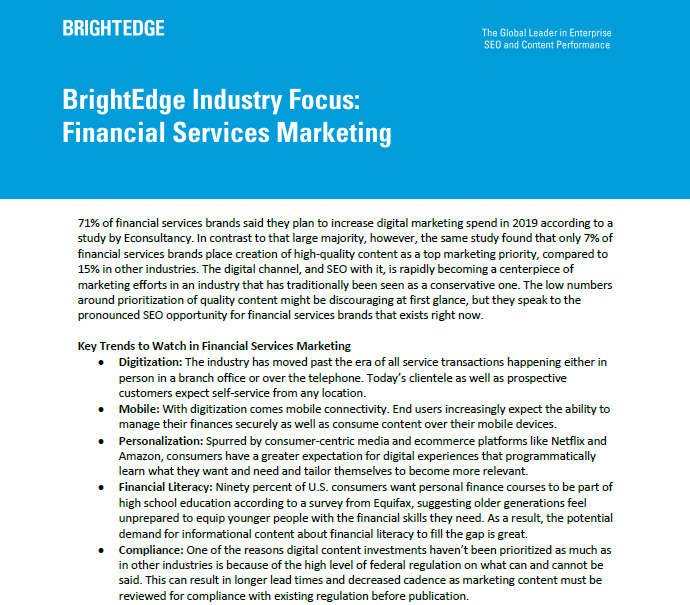 BRIGHTEDGE
The Global Leader in Enterprise
SEO and Content Performance
BrightEdge Industry Focus:
Financial Services Marketing
71% of financial services brands said they plan to increase digital marketing spend in 2019 according to a
study by Econsultancy. In contrast to that large majority, however, the same study found that only 7% of
financial services brands place creation of high-quality content as a top marketing priority, compared to
15% in other industries. The digital channel, and SEO with it, is rapidly becoming a centerpiece of
marketing efforts in an industry that has traditionally been seen as a conservative one. The low numbers
around prioritization of quality content might be discouraging at first glance, but they speak to the
pronounced SEO opportunity for financial services brands that exists right now.
Key Trends to Watch in Financial Services Marketing
• Digitization: The industry has moved past the era of all service transactions happening either in
person in a branch office or over the telephone. Today's clientele as well as prospective
customers expect self-service from any location.
• Mobile: With digitization comes mobile connectivity. End users increasingly expect the ability to
manage their finances securely as well as consume content over their mobile devices.
• Personalization: Spurred by consumer-centric media and ecommerce platforms like Netflix and
Amazon, consumers have a greater expectation for digital experiences that programmatically
learn what they want and need and tailor themselves to become more relevant.
• Financial Literacy: Ninety percent of U.S. consumers want personal finance courses to be part of
high school education according to a survey from Equifax, suggesting older generations feel
unprepared to equip younger people with the financial skills they need. As a result, the potential
demand for informational content about financial literacy to fill the gap is great.
• Compliance: One of the reasons digital content investments haven't been prioritized as much as
in other industries is because of the high level of federal regulation on what can and cannot be
said. This can result in longer lead times and decreased cadence as marketing content must be
reviewed for compliance with existing regulation before publication.